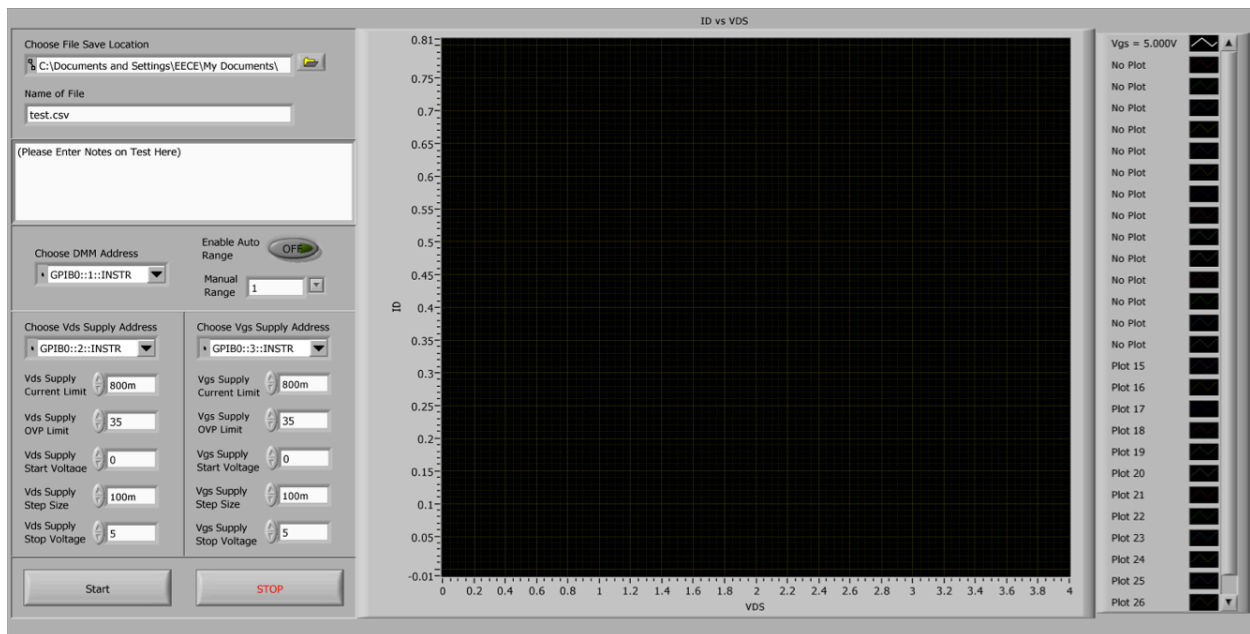 ID vs VDS
Choose File Save Location
C:\Documents and Settings\EECE\My Documents\
Name of File
test.csv
(Please Enter Notes on Test Here)
Choose DMM Address
GPIB0::1::INSTR
Enable Auto
Range
OFF
Manual
Range
1
Choose Vds Supply Address
GPIB0::2::INSTR
Vds Supply
Current Limit
800m
Vds Supply
OVP Limit
35
Vds Supply
Start Voltage
0
Vds Supply
Step Size
100m
Vds Supply
Stop Voltage
5
Choose Vgs Supply Address
GPIB0::3::INSTR
Vgs Supply
Current Limit
800m
Vgs Supply
OVP Limit
35
Vgs Supply
Start Voltage
0
Vgs Supply
Step Size
100m
Vgs Supply
Stop Voltage
5
Start
STOP
ID
0.81
0.75
0.7
0.65
0.6
0.55
0.5
0.45
0.4
0.35
0.3
0.25
0.2
0.15
0.1
0.05
-0.01
0 0.2 0.4 0.6 0.8 1 1.2 1.4 1.6 1.8 2 2.2 2.4 2.6 2.8 3 3.2 3.4 3.6 3.8 4
VDS
Vgs = 5.000V
No Plot
No Plot
No Plot
No Plot
No Plot
No Plot
No Plot
No Plot
No Plot
No Plot
No Plot
No Plot
No Plot
No Plot
Plot 15
Plot 16
Plot 17
Plot 18
Plot 19
Plot 20
Plot 21
Plot 22
Plot 23
Plot 24
Plot 25
Plot 26